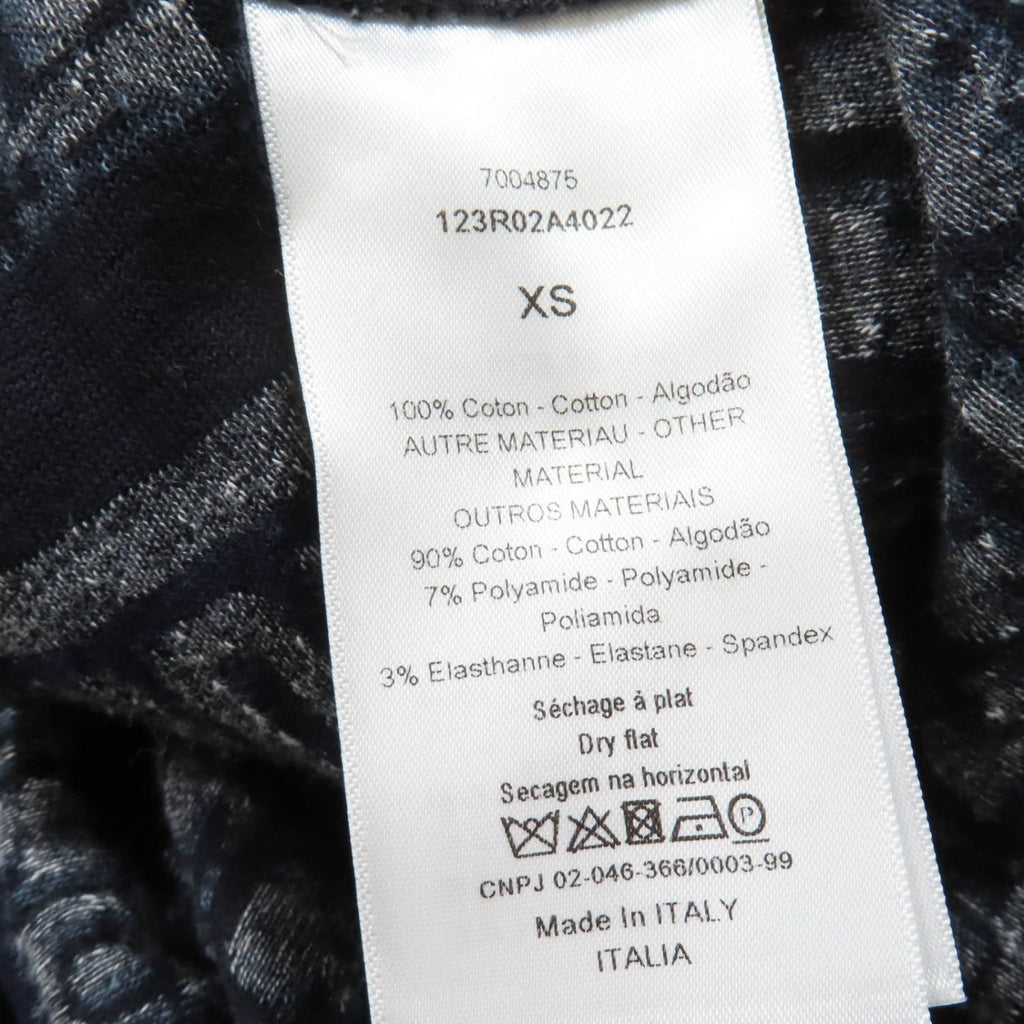 7004875
123R02A4022
XS
100% Coton - Cotton - Algodão
AUTRE MATERIAU - OTHER
MATERIAL
OUTROS MATERIAIS
90% Coton - Cotton - Algodão
7% Polyamide - Polyamide -
Poliamida
3% Elasthanne - Elastane - Spandex
Séchage à plat
Dry flat
Secagem na horizontal
P
CNPJ 02-046-366/0003-99
Made In ITALY
ITALIA